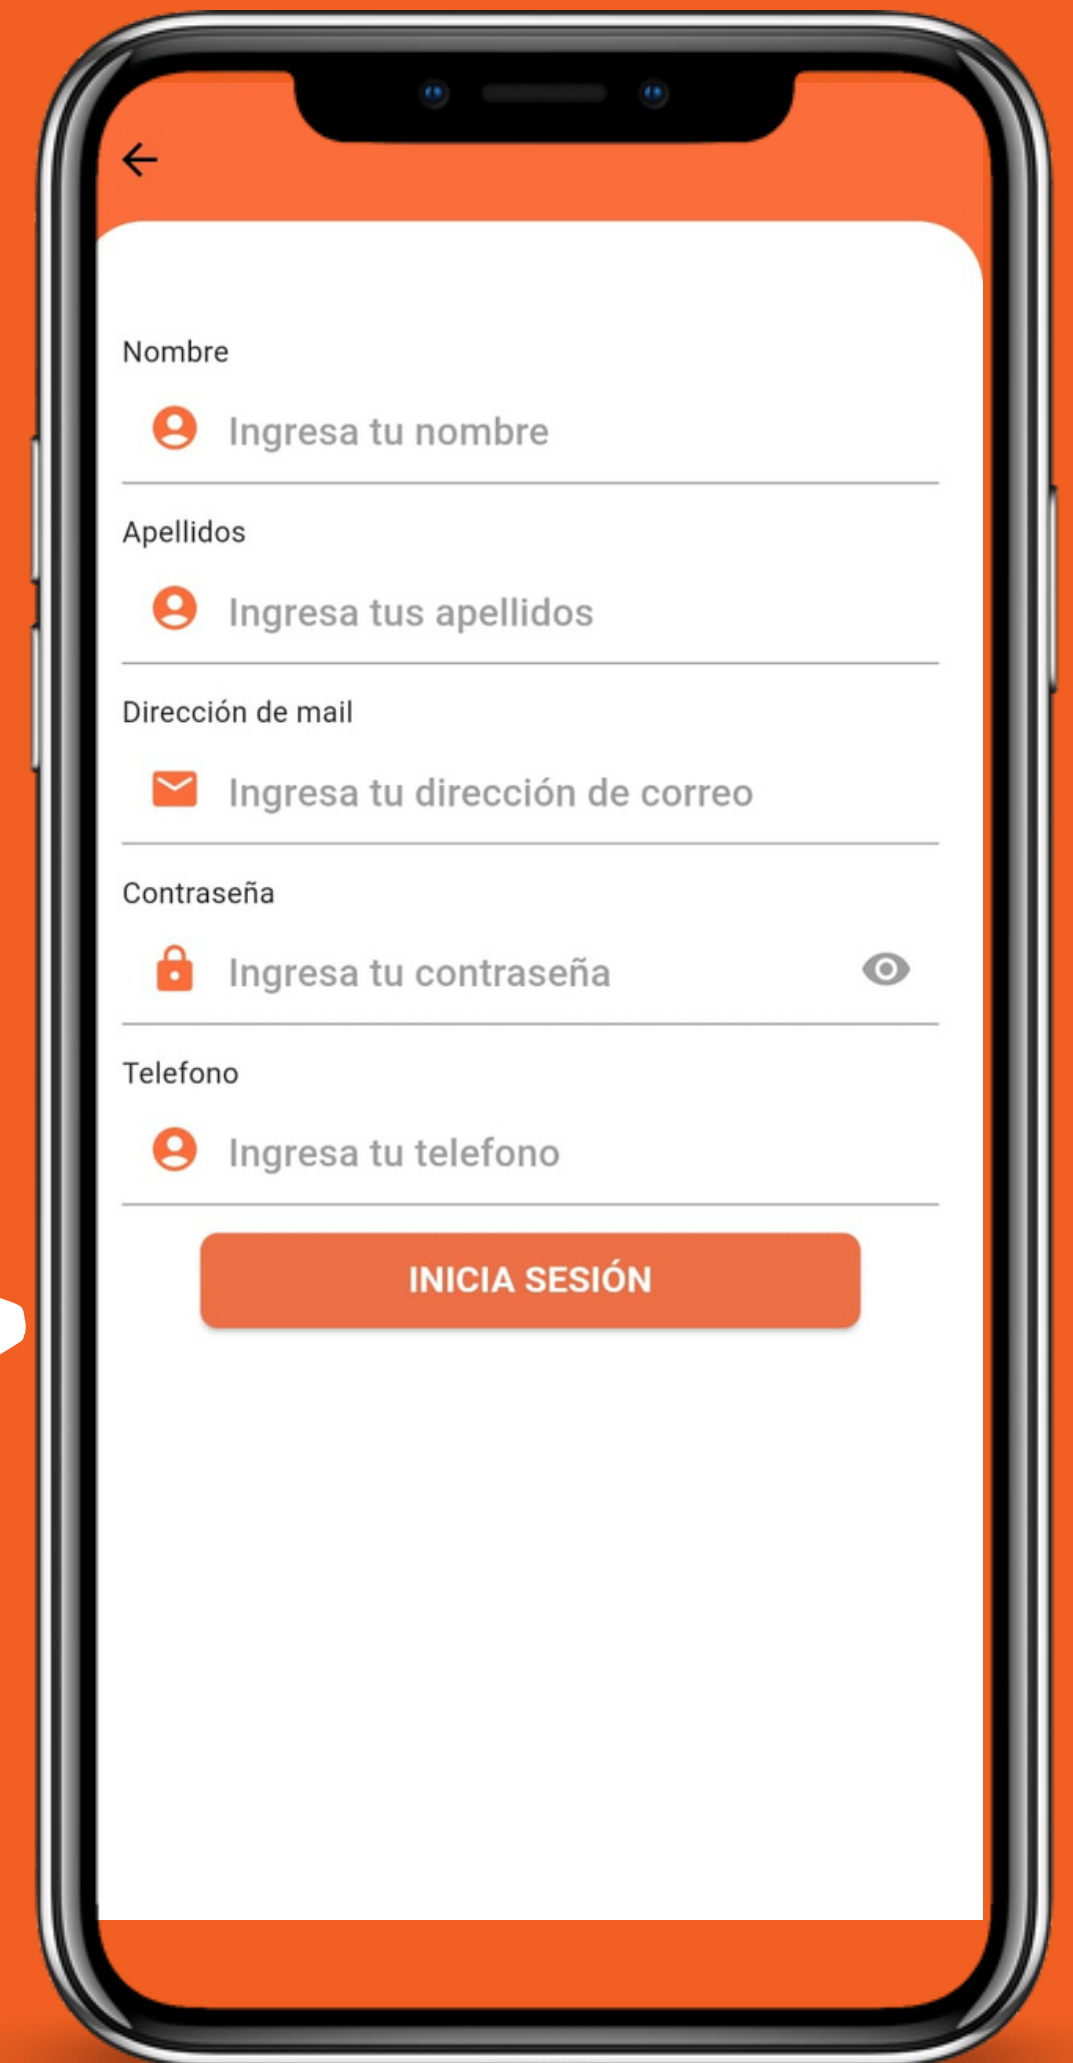 Nombre
Ingresa tu nombre
Apellidos
Ingresa tus apellidos
Dirección de mail
Ingresa tu dirección de correo
Contraseña
Ingresa tu contraseña
Telefono
Ingresa tu telefono
INICIA SESIÓN